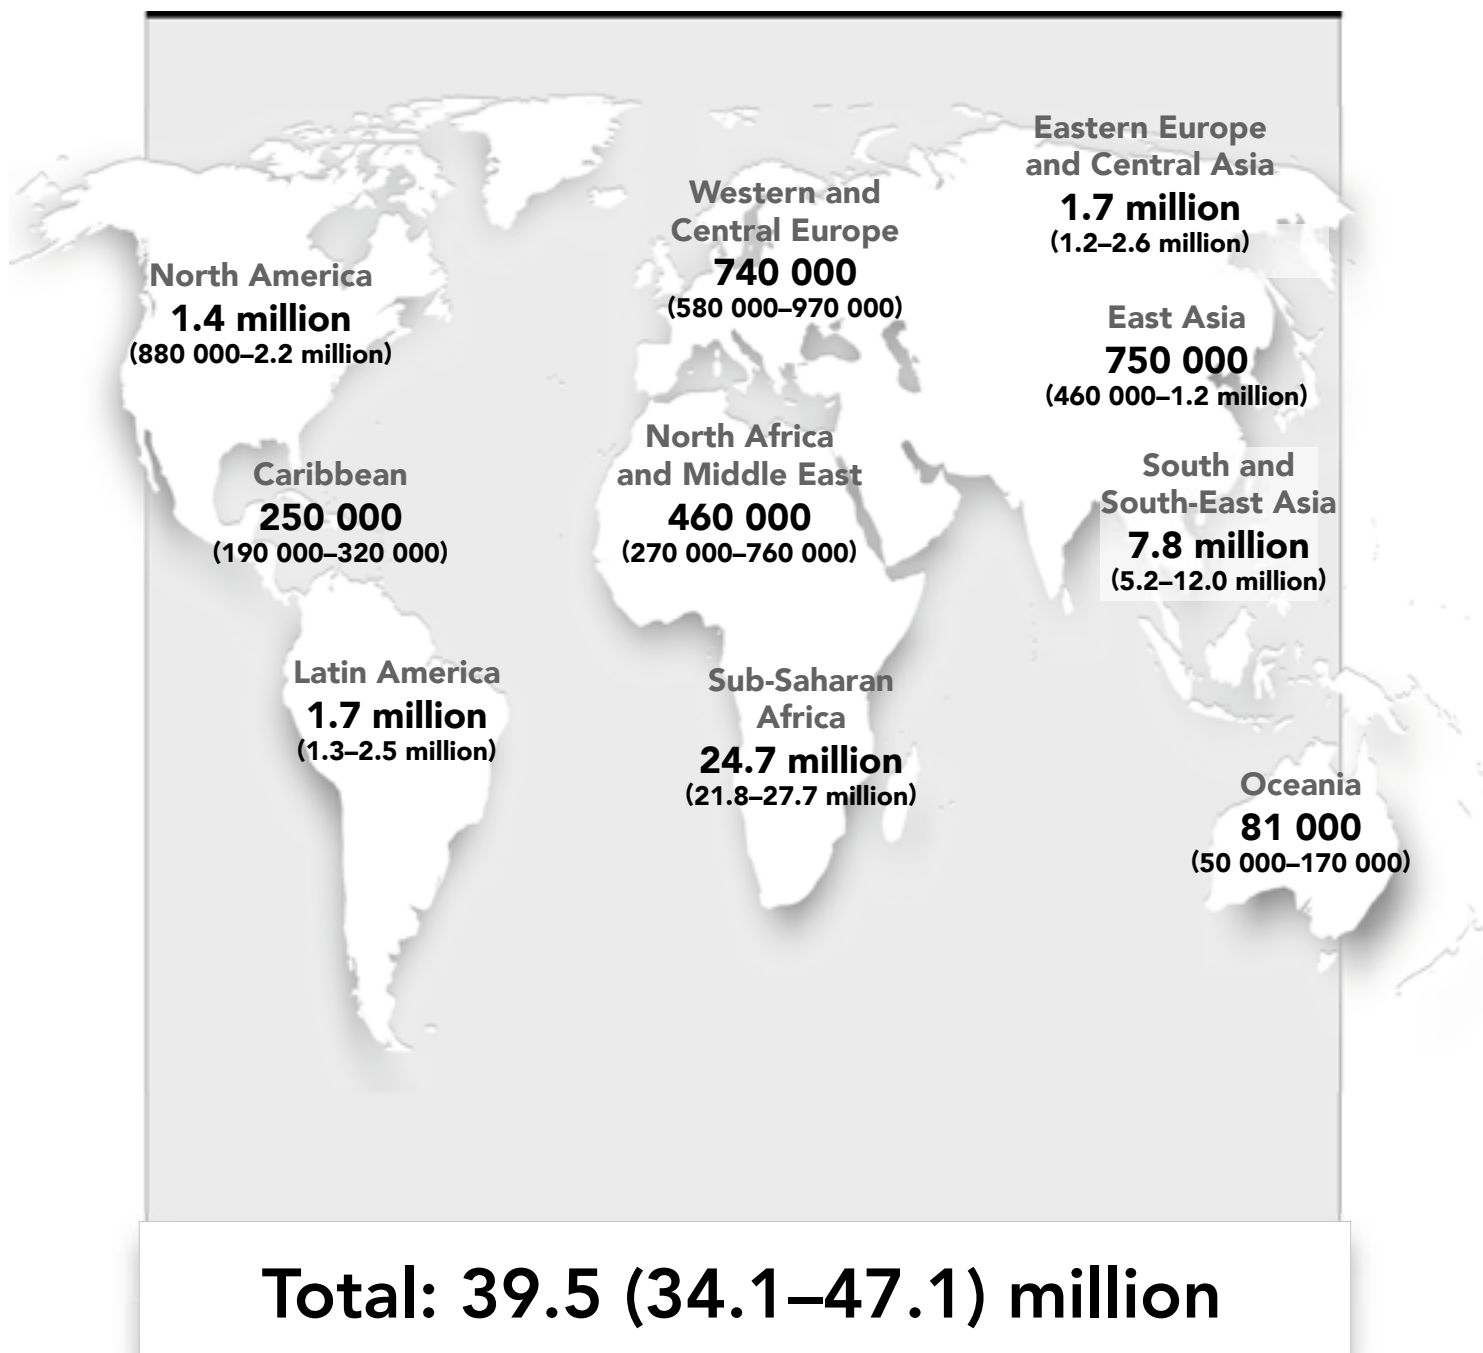 Eastern Europe
and Central Asia
1.7 million
(1.2–2.6 million)
Western and
Central Europe
740 000
(580 000–970 000)
North America
1.4 million
(880 000–2.2 million)
East Asia
750 000
(460 000–1.2 million)
North Africa
and Middle East
460 000
(270 000–760 000)
Caribbean
250 000
(190 000–320 000)
South and
South-East Asia
7.8 million
(5.2–12.0 million)
Latin America
1.7 million
(1.3–2.5 million)
Sub-Saharan
Africa
24.7 million
(21.8–27.7 million)
Oceania
81 000
(50 000–170 000)
Total: 39.5 (34.1–47.1) million